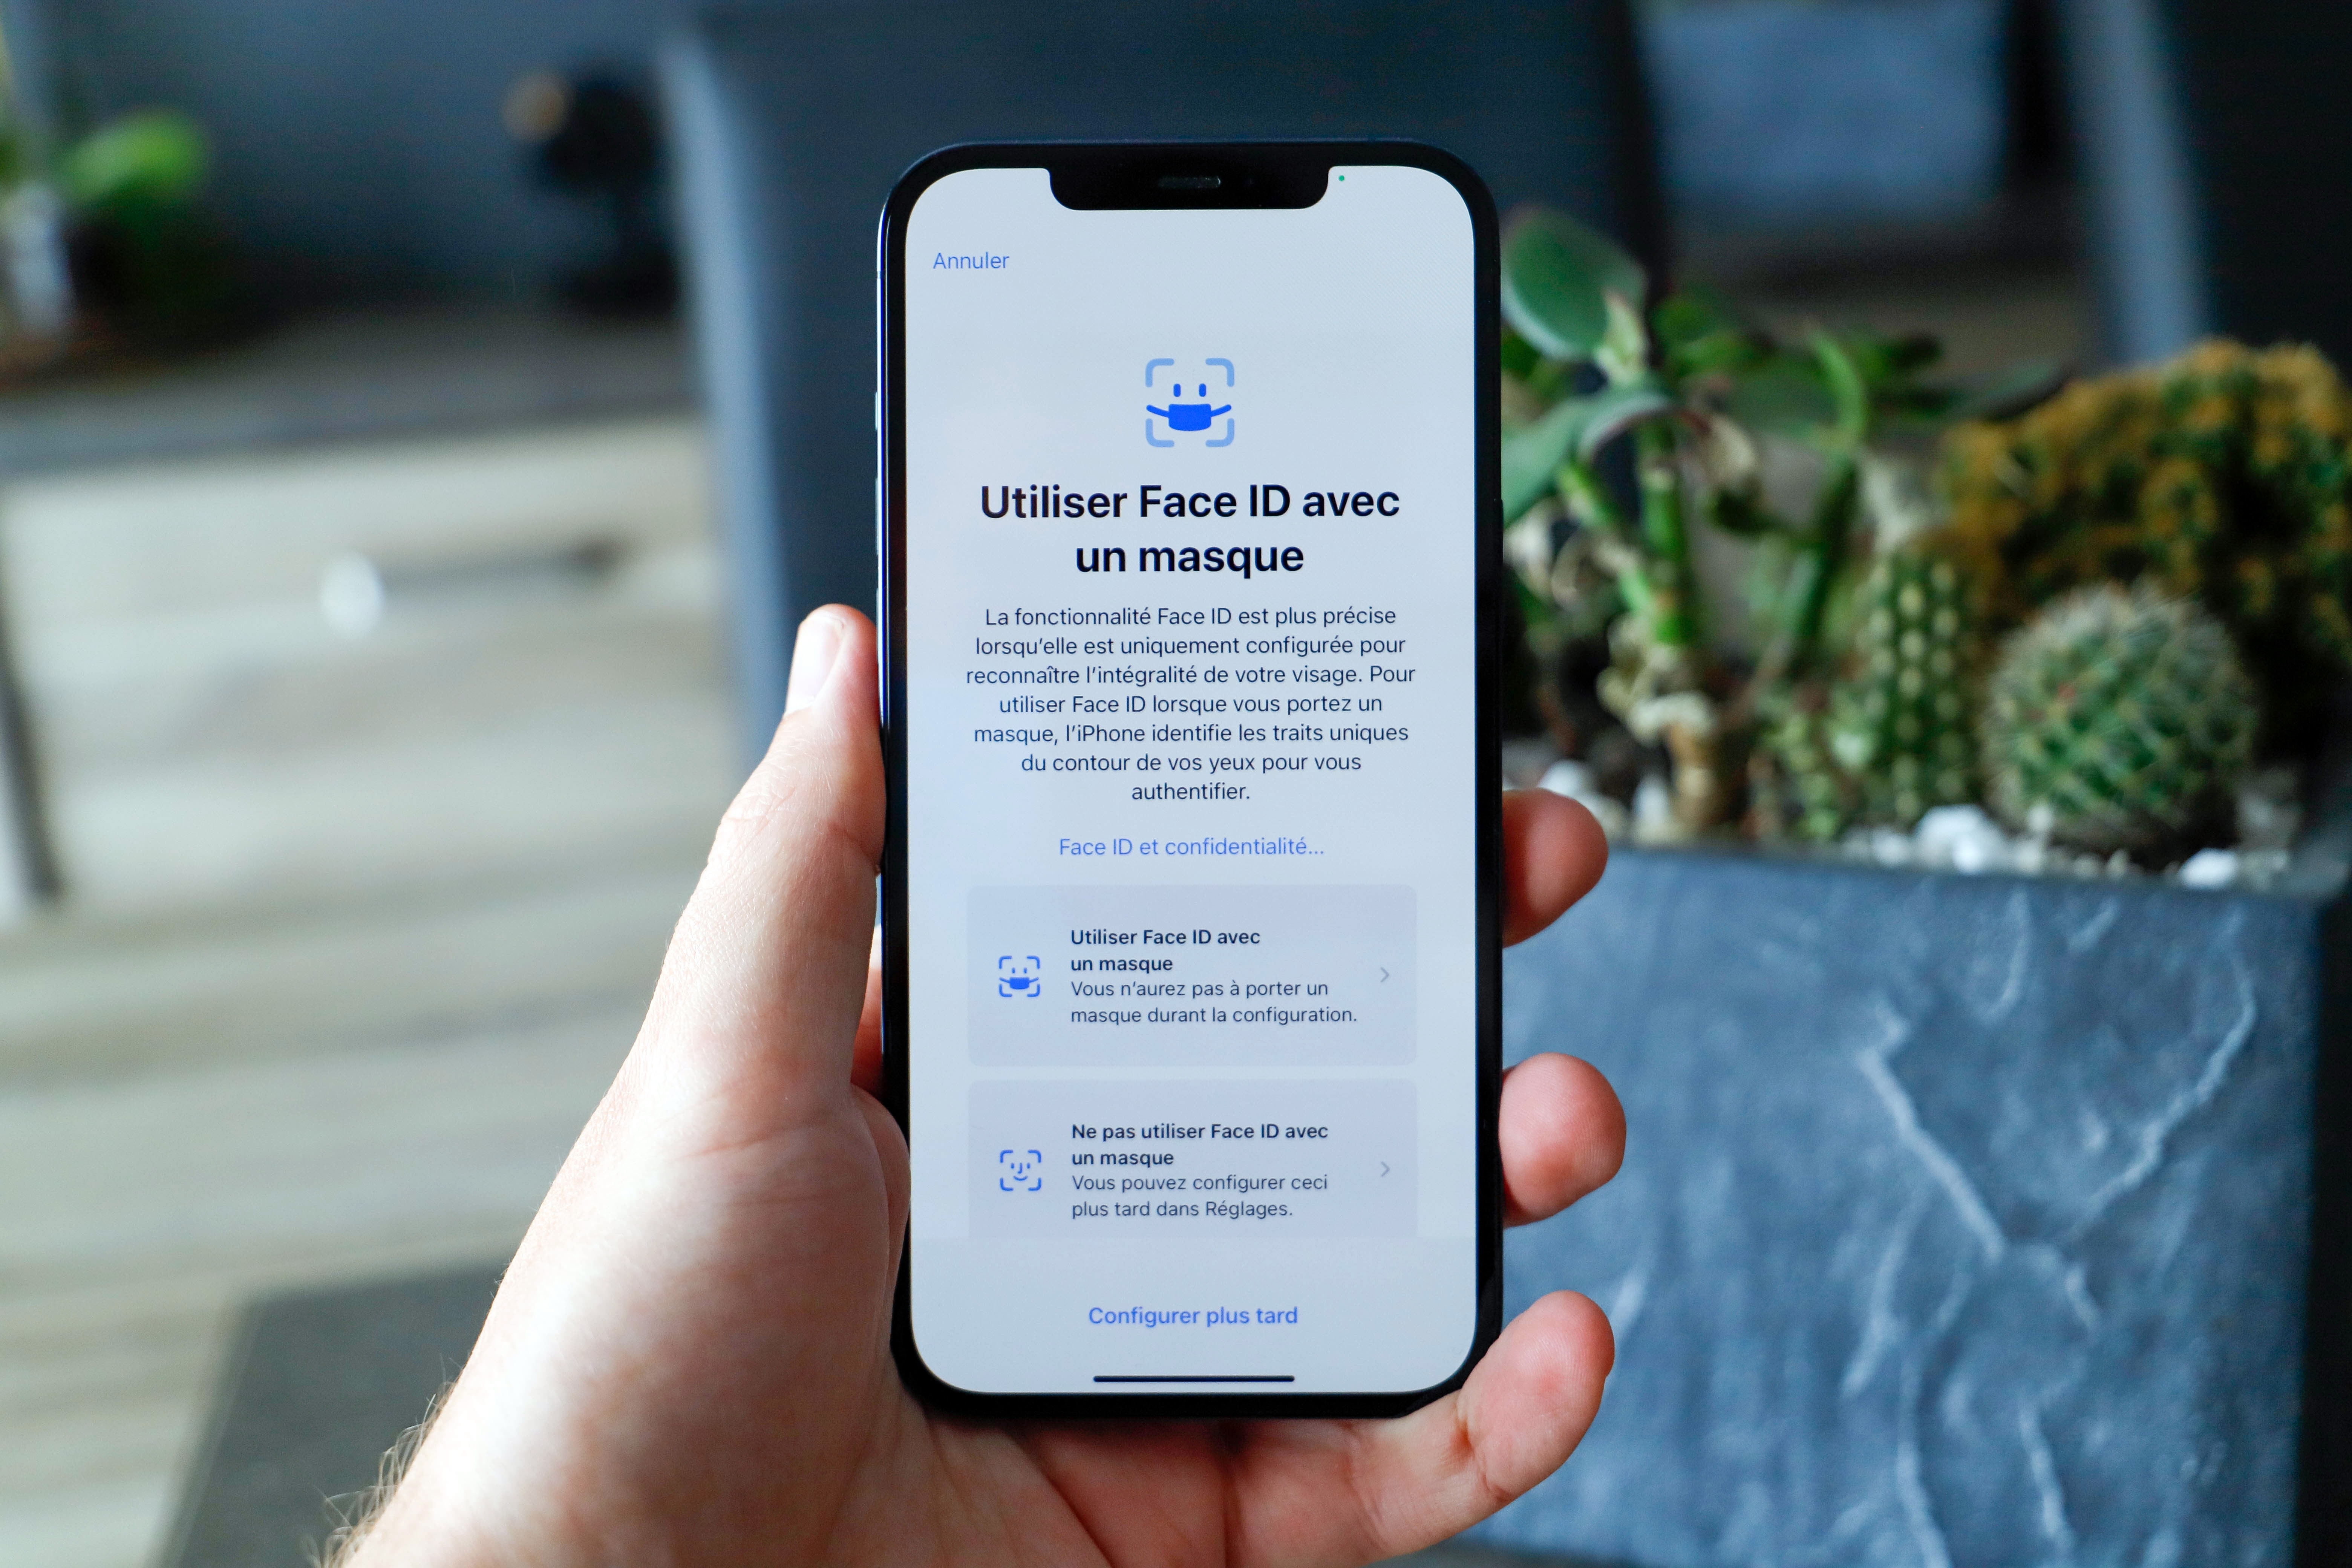 Annuler
Utiliser Face ID avec
un masque
La fonctionnalité Face ID est plus précise
lorsqu'elle est uniquement configurée pour
reconnaître l'intégralité de votre visage. Pour
utiliser Face ID lorsque vous portez un
masque, l'iPhone identifie les traits uniques
du contour de vos yeux pour vous
authentifier.
Face ID et confidentialité...
Utiliser Face ID avec
un masque
Vous n'aurez pas à porter un
masque durant la configuration.
Ne pas utiliser Face ID avec
un masque
Vous pouvez configurer ceci
plus tard dans Réglages.
Configurer plus tard